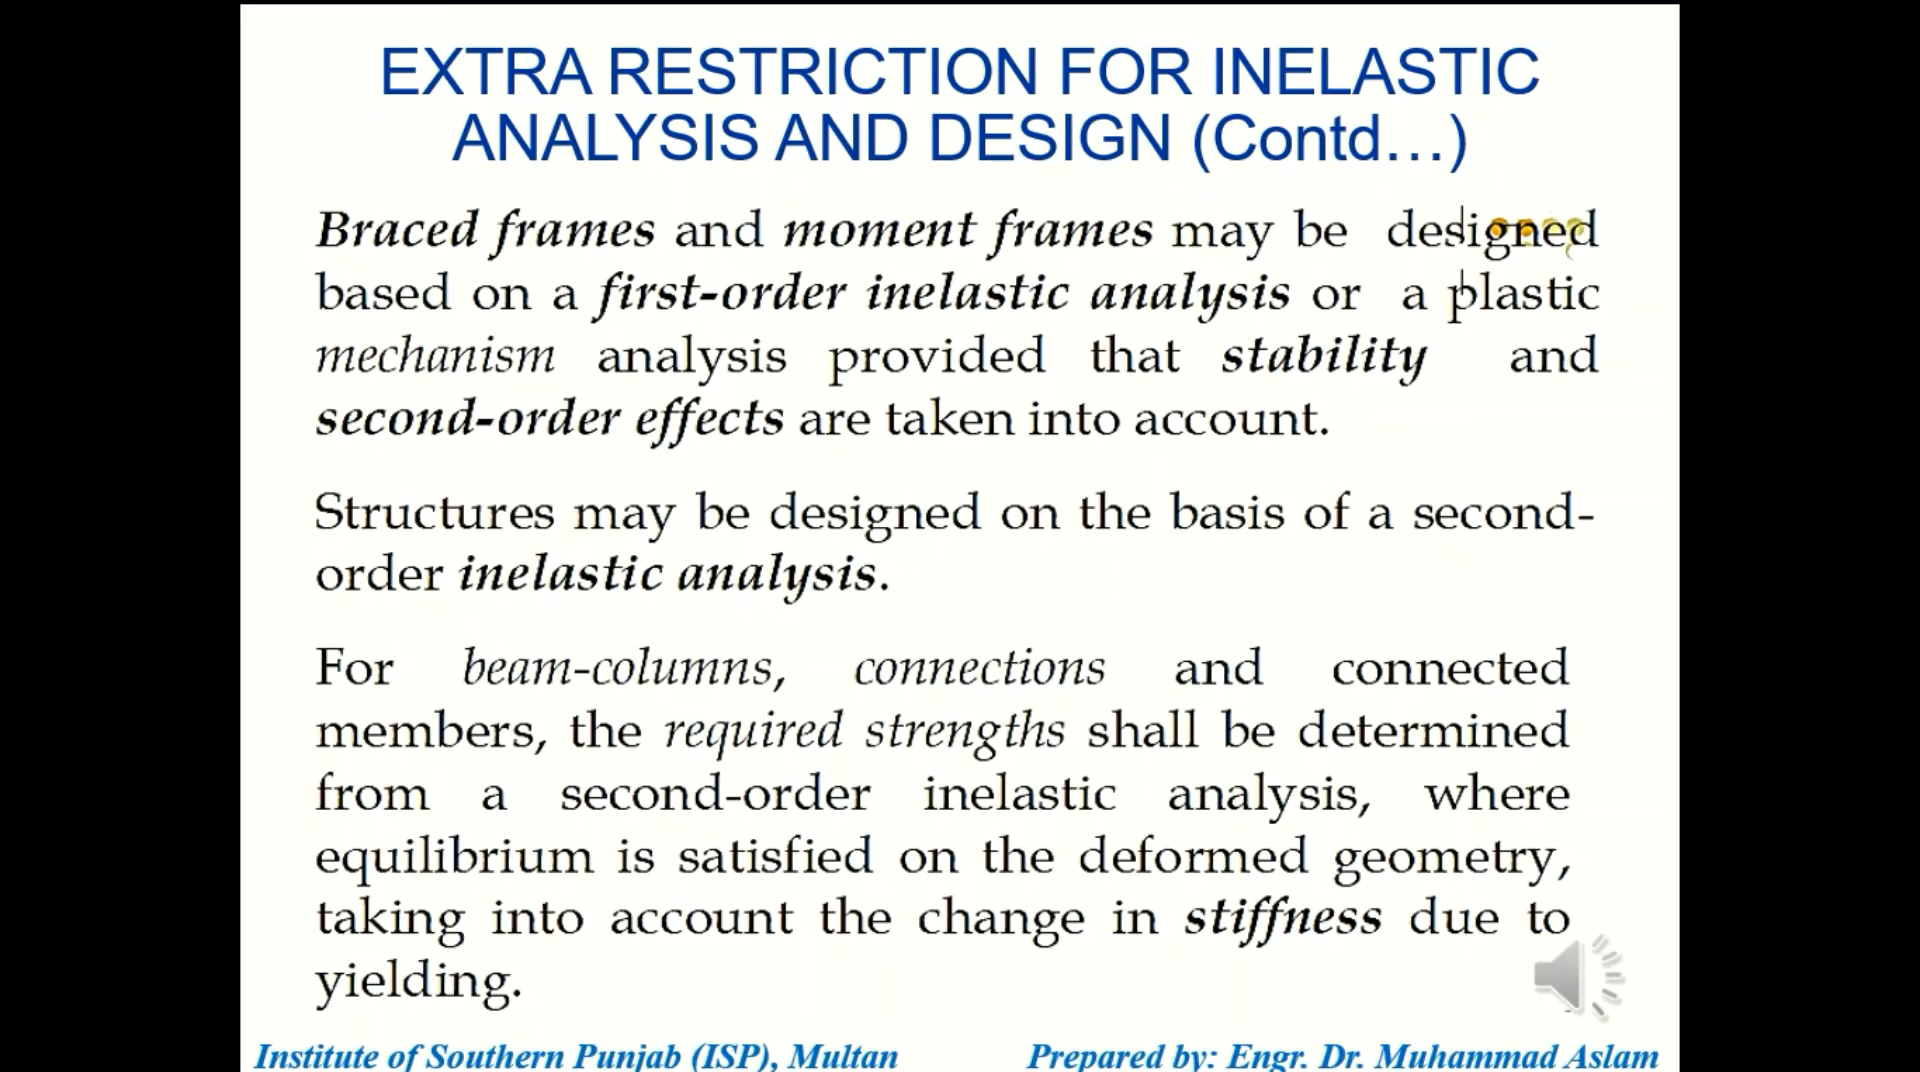 EXTRA RESTRICTION FOR INELASTIC
ANALYSIS AND DESIGN (Contd…)
Braced frames and moment frames may be designed
based on a first-order inelastic analysis or a plastic
mechanism analysis provided that stability and
second-order effects are taken into account.
Structures may be designed on the basis of a second-
order inelastic analysis.
For beam-columns, connections and connected
members, the required strengths shall be determined
from a second-order inelastic analysis, where
equilibrium is satisfied on the deformed geometry,
taking into account the change in stiffness due to
yielding.
Institute of Southern Punjab (ISP), Multan Prepared by: Engr. Dr. Muhammad Aslam